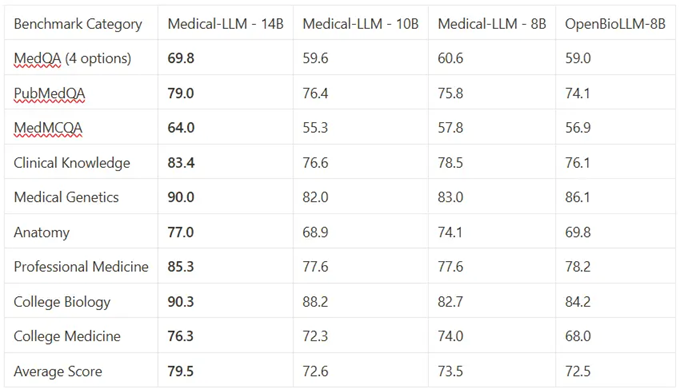 Benchmark Category Medical-LLM - 14B Medical-LLM - 10B Medical-LLM - 8B OpenBioLLM-8B
MedQA (4 options) 69.8 59.6 60.6 59.0
PubMedQA 79.0 76.4 75.8 74.1
MedMCQA 64.0 55.3 57.8 56.9
Clinical Knowledge 83.4 76.6 78.5 76.1
Medical Genetics 90.0 82.0 83.0 86.1
Anatomy 77.0 68.9 74.1 69.8
Professional Medicine 85.3 77.6 77.6 78.2
College Biology 90.3 88.2 82.7 84.2
College Medicine 76.3 72.3 74.0 68.0
Average Score 79.5 72.6 73.5 72.5